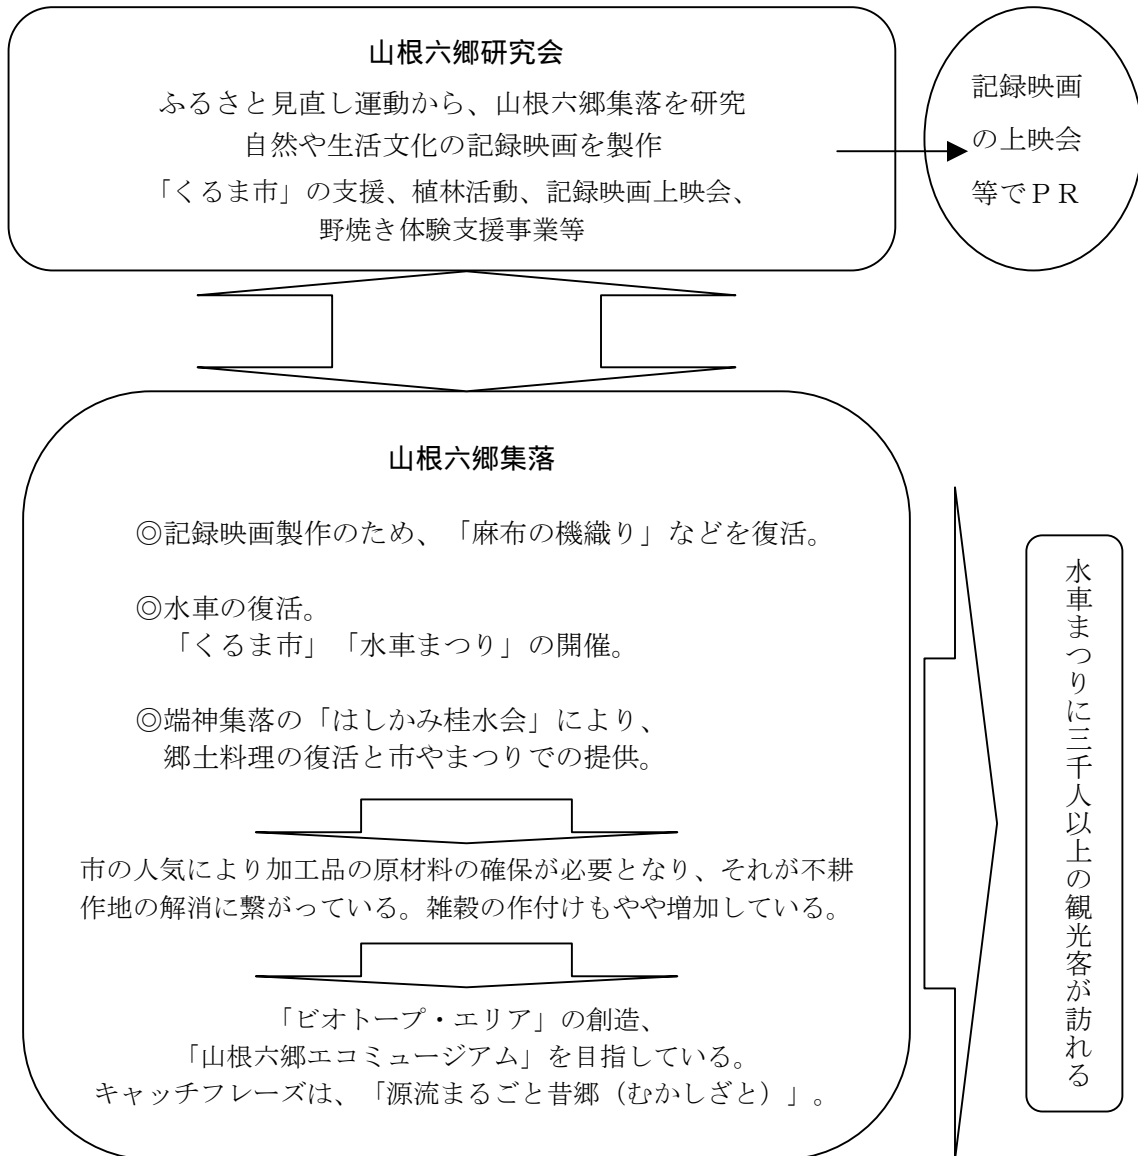 山根六郷研究会
ふるさと見直し運動から、山根六郷集落を研究
自然や生活文化の記録映画を製作
「くるま市」の支援、植林活動、記録映画上映会、
野焼き体験支援事業等
記録映画
の上映会
等でＰＲ
山根六郷集落
◎記録映画製作のため、「麻布の機織り」などを復活。
◎水車の復活。
「くるま市」「水車まつり」の開催。
◎端神集落の「はしかみ桂水会」により、
郷土料理の復活と市やまつりでの提供。
市の人気により加工品の原材料の確保が必要となり、それが不耕
作地の解消に繋がっている。雑穀の作付けもやや増加している。
「ビオトープ・エリア」の創造、
「山根六郷エコミュージアム」を目指している。
キャッチフレーズは、「源流まるごと昔郷（むかしざと）」。
水車まつりに三千人以上の観光客が訪れる